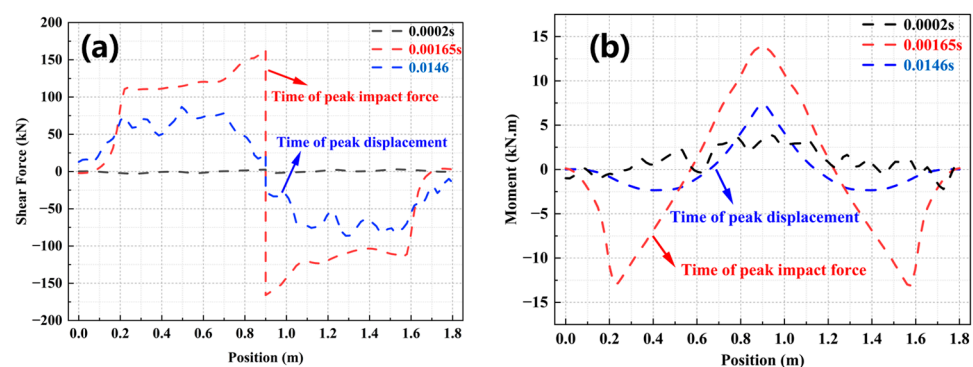 (a)
0.0002s
0.00165s
0.0146
Time of peak impact force
Time of peak displacement
200
150
100
50
0
−50
−100
−150
−200
Shear Force (kN)
0.0 0.2 0.4 0.6 0.8 1.0 1.2 1.4 1.6 1.8
Position (m)
(b)
0.0002s
0.00165s
0.0146s
Time of peak displacement
Time of peak impact force
15
10
5
0
−5
−10
−15
Moment (kN.m)
0.0 0.2 0.4 0.6 0.8 1.0 1.2 1.4 1.6 1.8
Position (m)